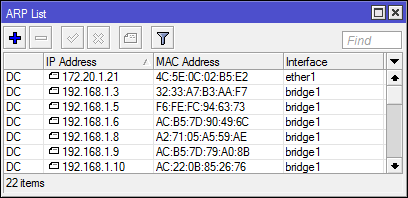 ARP List
Find
IP Address MAC Address Interface
DC 172.20.1.21 4C:5E:0C:02:B5:E2 ether1
DC 192.168.1.3 32:33:A7:B3:AA:F7 bridge1
DC 192.168.1.5 F6:FE:FC:94:63:73 bridge1
DC 192.168.1.6 AC:B5:7D:90:49:6C bridge1
DC 192.168.1.8 A2:71:05:A5:59:AE bridge1
DC 192.168.1.9 AC:B5:7D:79:A0:8B bridge1
DC 192.168.1.10 AC:22:0B:85:26:76 bridge1
22 items